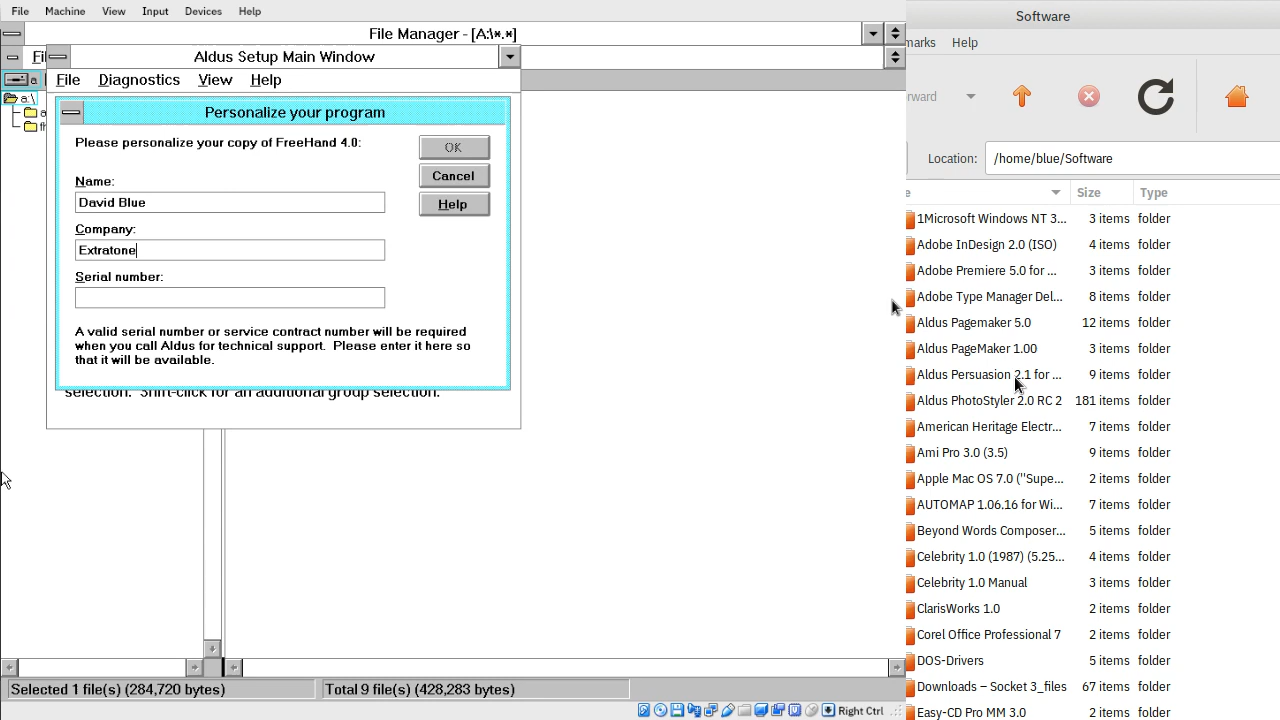 File Machine View Input Devices Help
File Manager - [A:\*.*]
Aldus Setup Main Window
File Diagnostics View Help
a
a:\
Personalize your program
Please personalize your copy of FreeHand 4.0:
OK
Name:
Cancel
David Blue
Help
Company:
Extratone
Serial number:
A valid serial number or service contract number will be required
when you call Aldus for technical support. Please enter it here so
that it will be available.
selection. Shift-click for an additional group selection.
Selected 1 file(s) (284,720 bytes)
Total 9 file(s) (428,283 bytes)
Right Ctrl
Software
marks Help
rward
Location: /home/blue/Software
e Size Type
1Microsoft Windows NT 3... 3 items folder
Adobe InDesign 2.0 (ISO) 4 items folder
Adobe Premiere 5.0 for ... 3 items folder
Adobe Type Manager Del... 8 items folder
Aldus Pagemaker 5.0 12 items folder
Aldus PageMaker 1.00 3 items folder
Aldus Persuasion 2.1 for ... 9 items folder
Aldus PhotoStyler 2.0 RC 2 181 items folder
American Heritage Electr... 7 items folder
Ami Pro 3.0 (3.5) 9 items folder
Apple Mac OS 7.0 ("Supe... 2 items folder
AUTOMAP 1.06.16 for Wi... 7 items folder
Beyond Words Composer... 5 items folder
Celebrity 1.0 (1987) (5.25... 4 items folder
Celebrity 1.0 Manual 3 items folder
ClarisWorks 1.0 2 items folder
Corel Office Professional 7 2 items folder
DOS-Drivers 5 items folder
Downloads – Socket 3_files 67 items folder
Easy-CD Pro MM 3.0 2 items folder